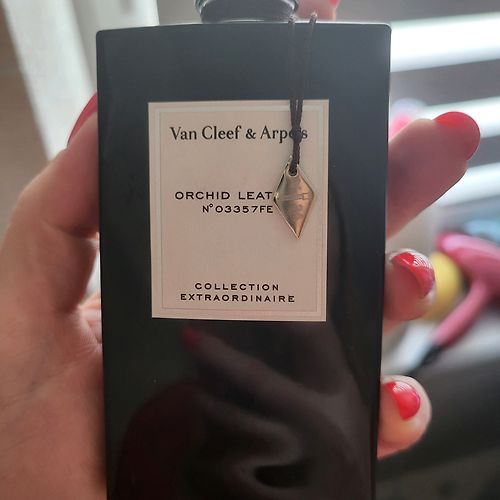 Van Cleef & Arpels
ORCHID LEAT
N°03357FE
COLLECTION
EXTRAORDINAIRE